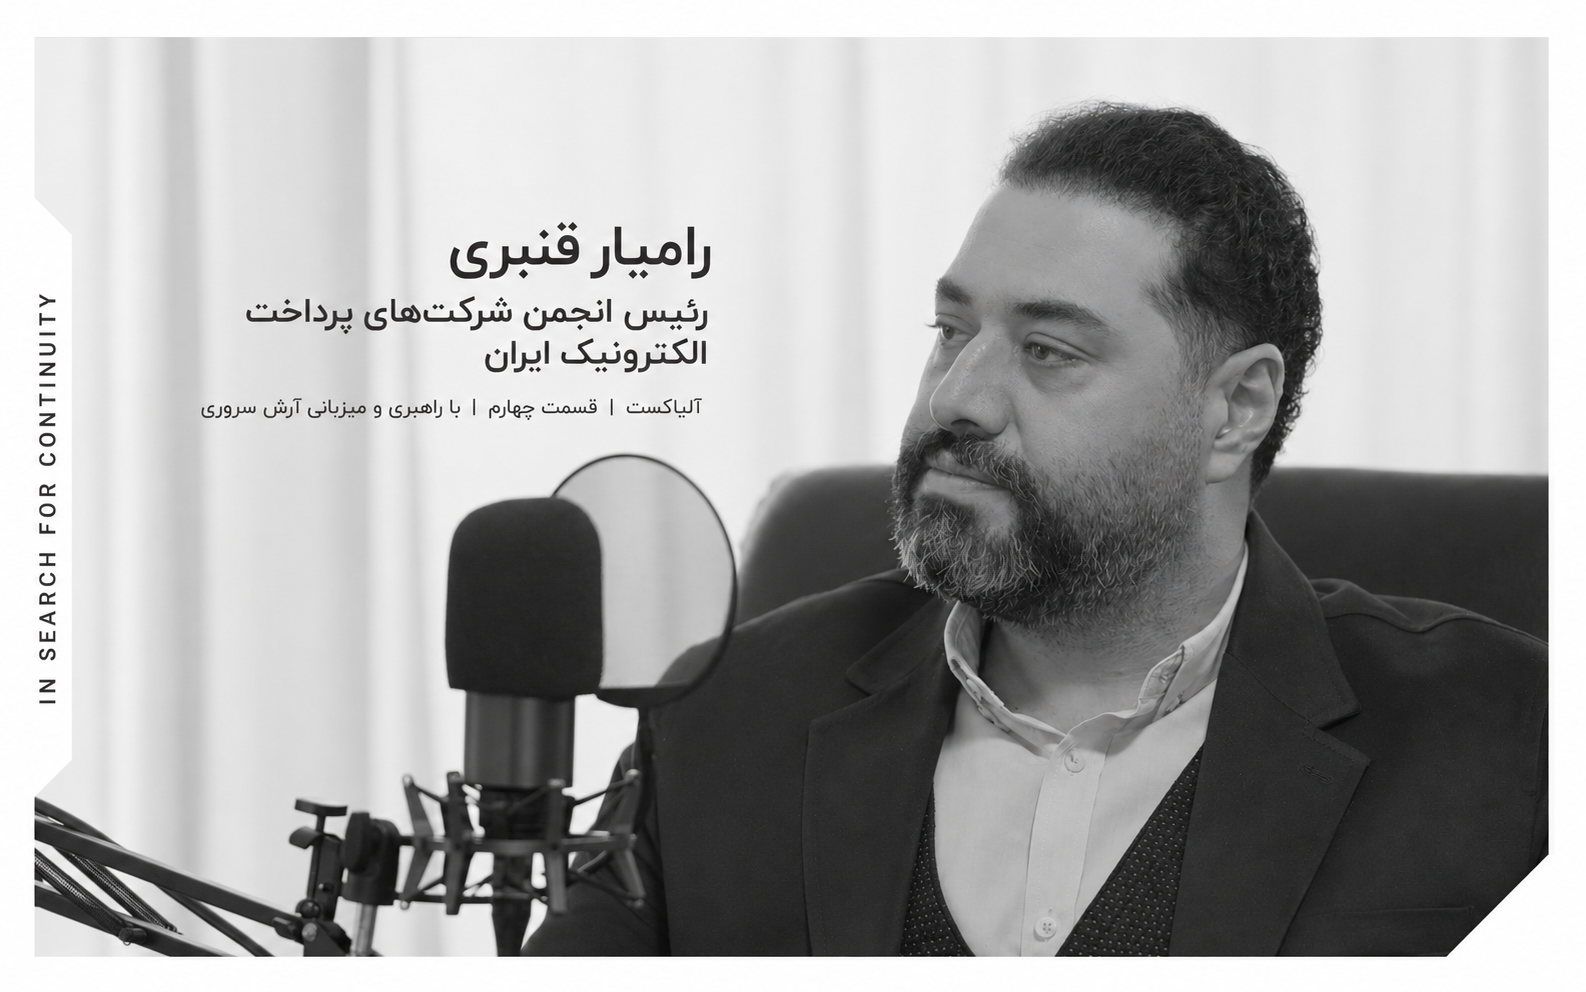 رامیار قنبری
رئیس انجمن شرکت‌های پرداخت
الکترونیک ایران
آلیاکست | قسمت چهارم | با راهبری و میزبانی آرش سروری
IN SEARCH FOR CONTINUITY